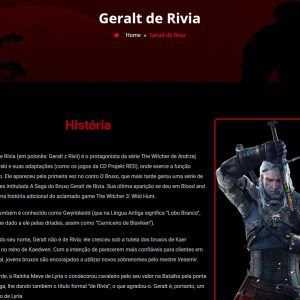 Geralt de Rivia
Home » Geralt de Rivia
História
Rivia (em polonês: Geralt z Rivii) é o protagonista da série The Witcher de Andrzej
e suas adaptações (como os jogos da CD Projekt RED), onde exerce a função
Ele apareceu pela primeira vez no conto O Bruxo, que mais tarde gerou uma série de
intitulado A Saga do Bruxo Geralt de Rivia. Sua última aparição se deu em Blood and
história adicional do aclamado game The Witcher 3: Wild Hunt.
também é conhecido como Gwynbleidd (que na Língua Antiga significa "Lobo Branco",
dado a ele pelas dríades, assim como "Carniceiro de Blaviken").
do seu nome, Geralt não é de Rivia: ele cresceu sob a tutela dos bruxos de Kaer
no reino de Kaedwen. Com a intenção de parecerem mais confiáveis para clientes em
jovens bruxos são encorajados a utilizar novos sobrenomes pelo mestre Vesemir.
a Rainha Meve de Lyria o condecorou cavaleiro pelo seu valor na Batalha pela ponte
lhe dando também o título formal "de Rivia", o que agradou-o. Geralt é, portanto, um
de Lyria